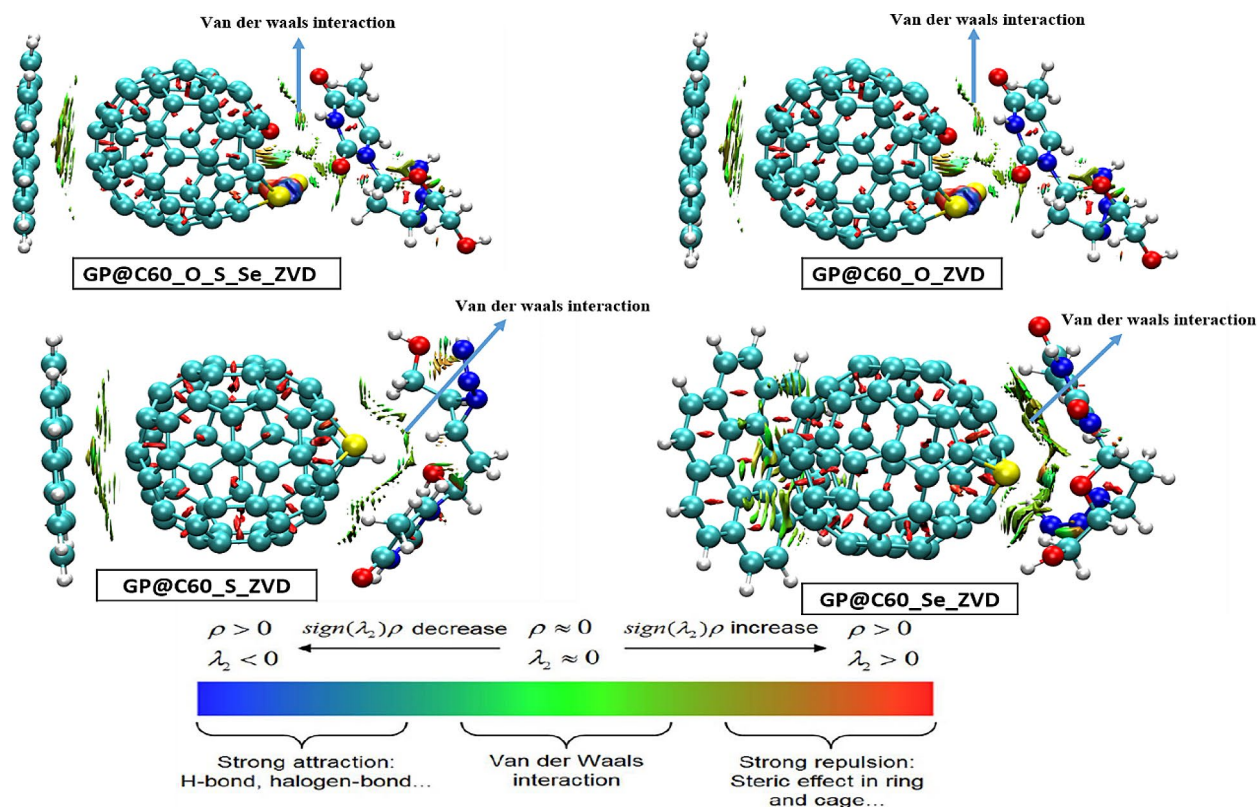 Van der waals interaction
Van der waals interaction
GP@C60_O_S_Se_ZVD
GP@C60_O_ZVD
Van der waals interaction
Van der waals interaction
GP@C60_S_ZVD
GP@C60_Se_ZVD
ρ > 0 sign(λ₂)ρ decrease ρ ≈ 0 sign(λ₂)ρ increase ρ > 0
λ₂ < 0 λ₂ ≈ 0 λ₂ > 0
Strong attraction:
H-bond, halogen-bond...
Van der Waals
interaction
Strong repulsion:
Steric effect in ring
and cage...